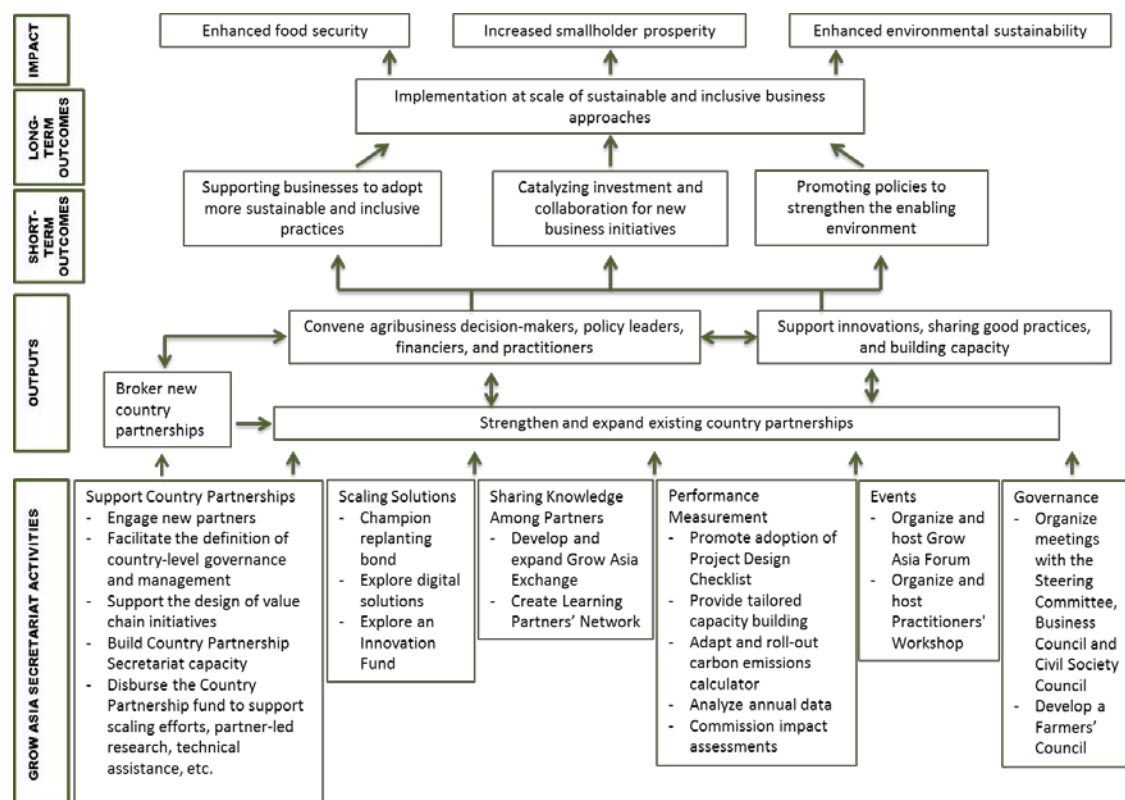 IMPACT
Enhanced food security
Increased smallholder prosperity
Enhanced environmental sustainability
LONG-
TERM
OUTCOMES
Implementation at scale of sustainable and inclusive business
approaches
SHORT-
TERM
OUTCOMES
Supporting businesses to adopt
more sustainable and inclusive
practices
Catalyzing investment and
collaboration for new
business initiatives
Promoting policies to
strengthen the enabling
environment
OUTPUTS
Convene agribusiness decision-makers, policy leaders,
financiers, and practitioners
Support innovations, sharing good practices,
and building capacity
Broker new
country
partnerships
Strengthen and expand existing country partnerships
GROW ASIA SECRETARIAT ACTIVITIES
Support Country Partnerships
- Engage new partners
- Facilitate the definition of
country-level governance
and management
- Support the design of value
chain initiatives
- Build Country Partnership
Secretariat capacity
- Disburse the Country
Partnership fund to support
scaling efforts, partner-led
research, technical
assistance, etc.
Scaling Solutions
- Champion
replanting
bond
- Explore digital
solutions
- Explore an
Innovation
Fund
Sharing Knowledge
Among Partners
- Develop and
expand Grow Asia
Exchange
- Create Learning
Partners' Network
Performance
Measurement
- Promote adoption of
Project Design
Checklist
- Provide tailored
capacity building
- Adapt and roll-out
carbon emissions
calculator
- Analyze annual data
- Commission impact
assessments
Events
- Organize and
host Grow
Asia Forum
- Organize and
host
Practitioners'
Workshop
Governance
- Organize
meetings
with the
Steering
Committee,
Business
Council and
Civil Society
Council
- Develop a
Farmers'
Council